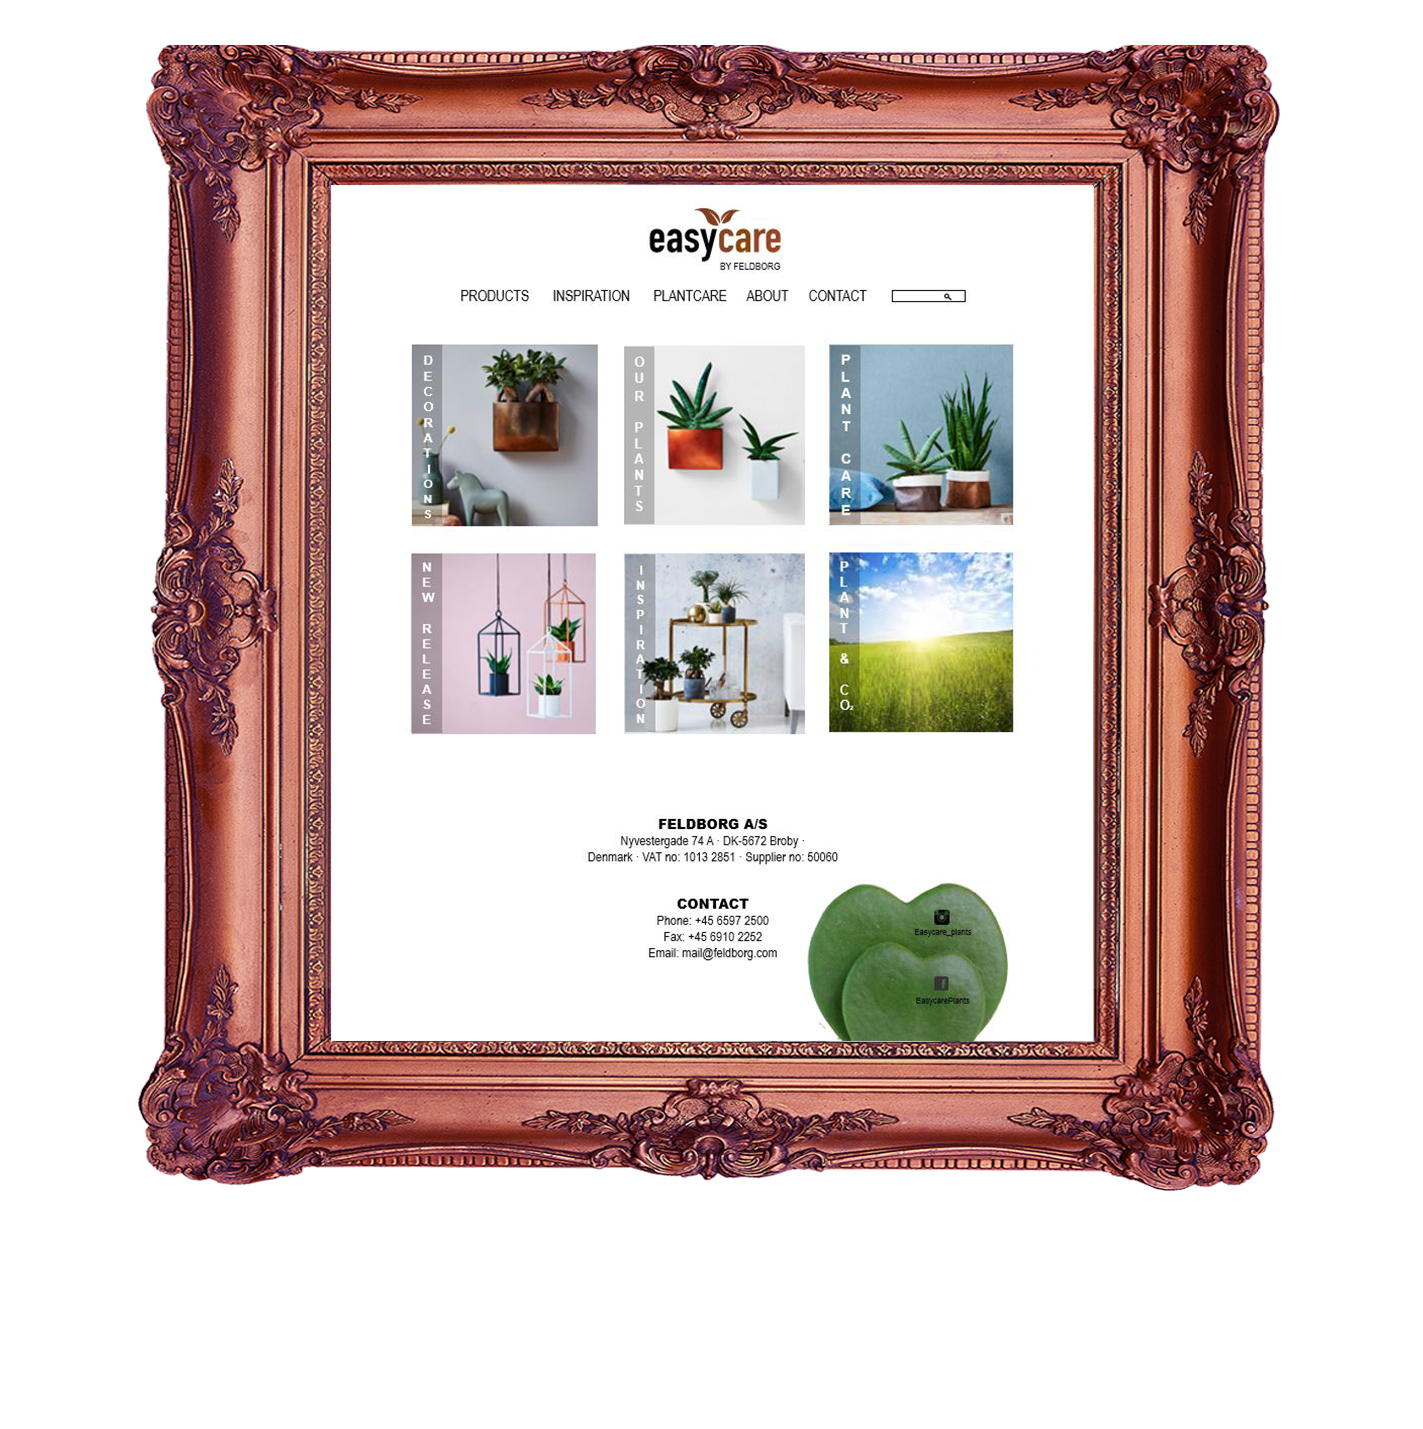 easycare
BY FELDBORG
PRODUCTS INSPIRATION PLANTCARE ABOUT CONTACT
DECORATIONS
OUR PLANTS
PLANT CARE
NEW RELEASE
INSPIRATION
PLANT & CO₂
FELDBORG A/S
Nyvestergade 74 A · DK-5672 Broby ·
Denmark · VAT no: 1013 2851 · Supplier no: 50060
CONTACT
Phone: +45 6597 2500
Fax: +45 6910 2252
Email: mail@feldborg.com
Easycare_plants
f
EasycarePlants